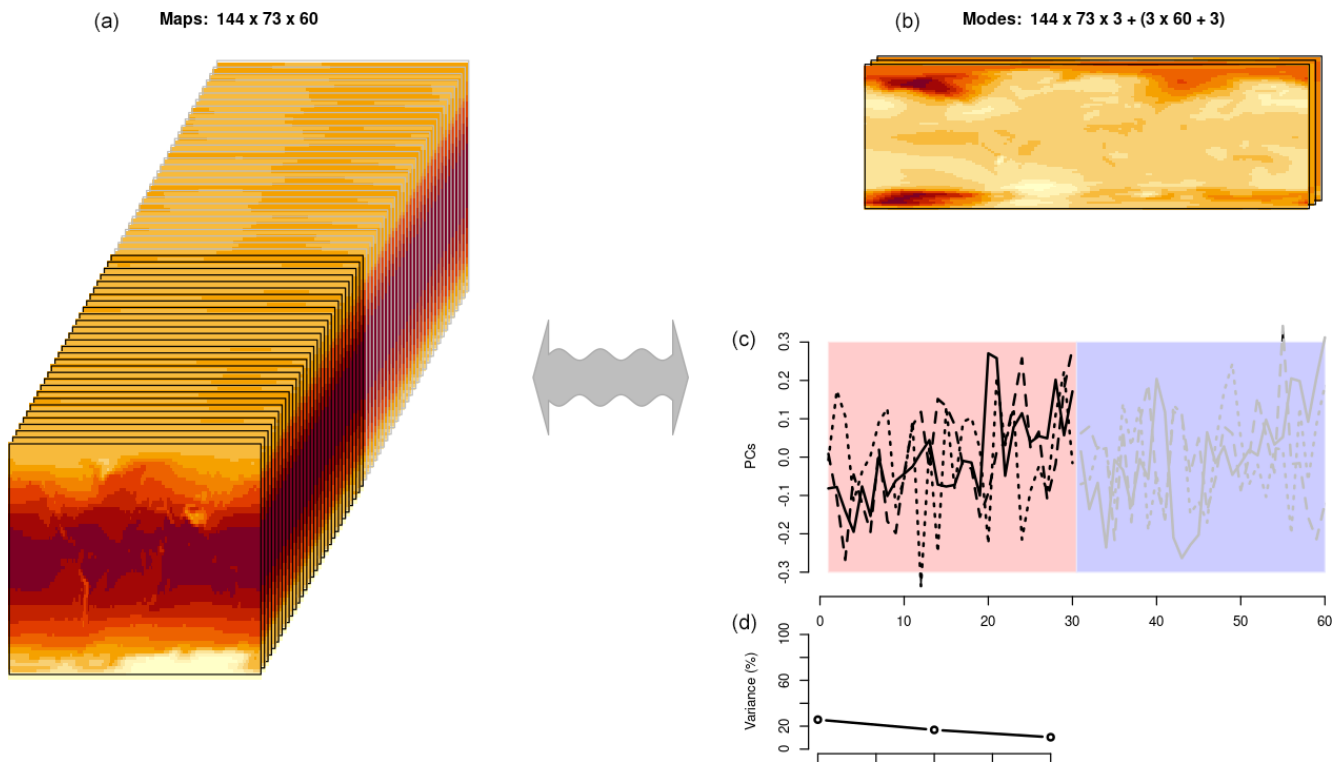 (a) Maps: 144 x 73 x 60
(b) Modes: 144 x 73 x 3 + (3 x 60 + 3)
(c)
PCs
0.3
0.2
0.1
0.0
-0.1
-0.2
-0.3
0 10 20 30 40 50 60
(d)
Variance (%)
100
60
20
0